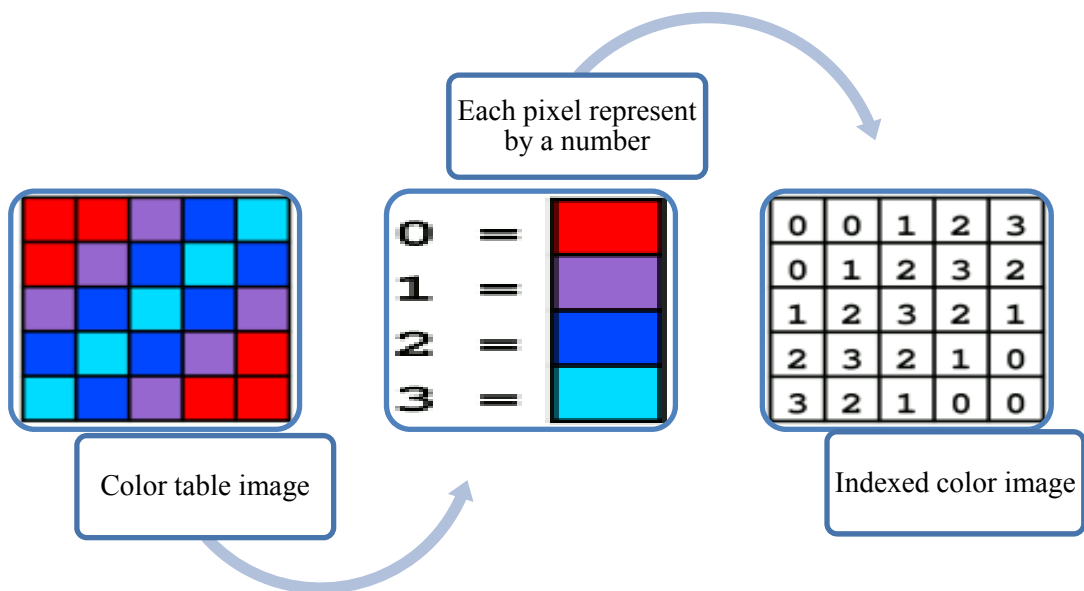 Each pixel represent
by a number
0 =
1 =
2 =
3 =
0 0 1 2 3
0 1 2 3 2
1 2 3 2 1
2 3 2 1 0
3 2 1 0 0
Color table image
Indexed color image